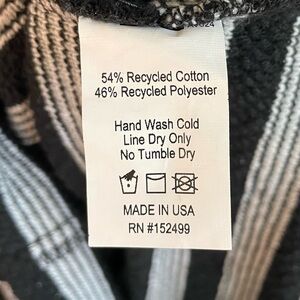 54% Recycled Cotton
46% Recycled Polyester
Hand Wash Cold
Line Dry Only
No Tumble Dry
MADE IN USA
RN #152499